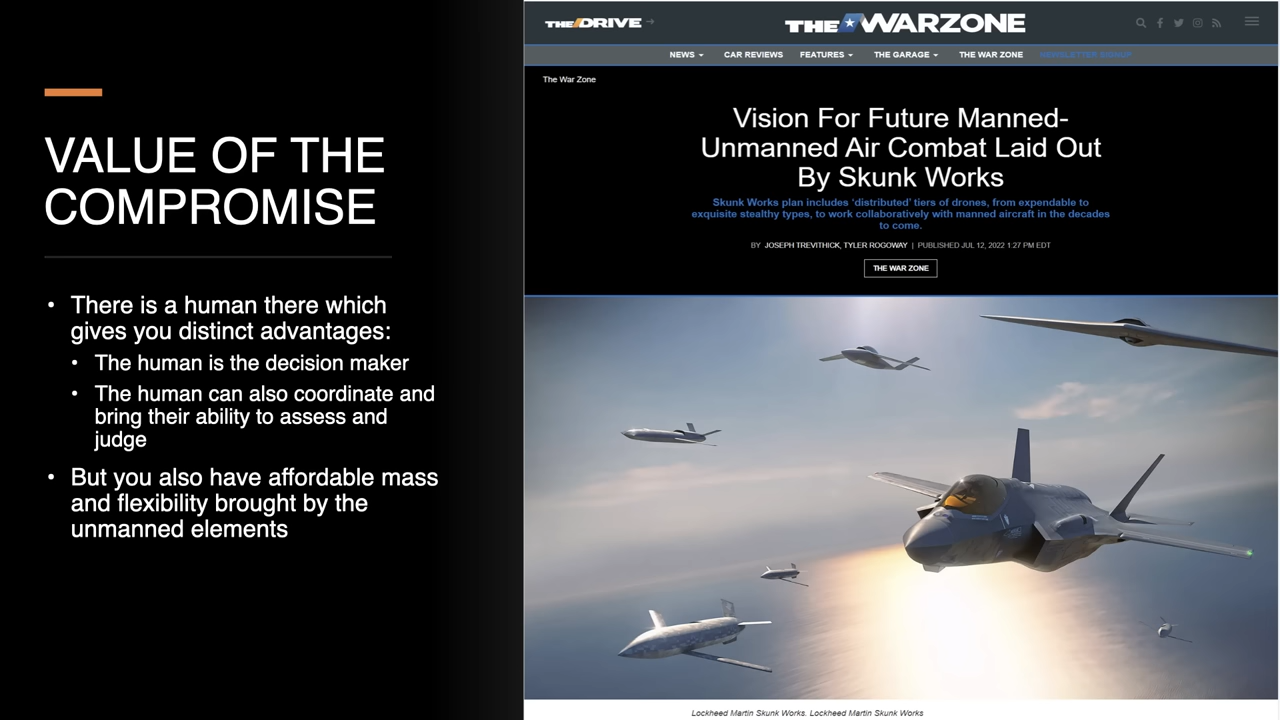 VALUE OF THE
COMPROMISE
• There is a human there which
gives you distinct advantages:
• The human is the decision maker
• The human can also coordinate and
bring their ability to assess and
judge
• But you also have affordable mass
and flexibility brought by the
unmanned elements
THE DRIVE →
THE WARZONE
NEWS CAR REVIEWS FEATURES THE GARAGE THE WAR ZONE NEWSLETTER SIGNUP
The War Zone
Vision For Future Manned-
Unmanned Air Combat Laid Out
By Skunk Works
Skunk Works plan includes 'distributed' tiers of drones, from expendable to
exquisite stealthy types, to work collaboratively with manned aircraft in the decades
to come.
BY JOSEPH TREVITHICK, TYLER ROGOWAY | PUBLISHED JUL 12, 2022 1:27 PM EDT
THE WAR ZONE
Lockheed Martin Skunk Works. Lockheed Martin Skunk Works